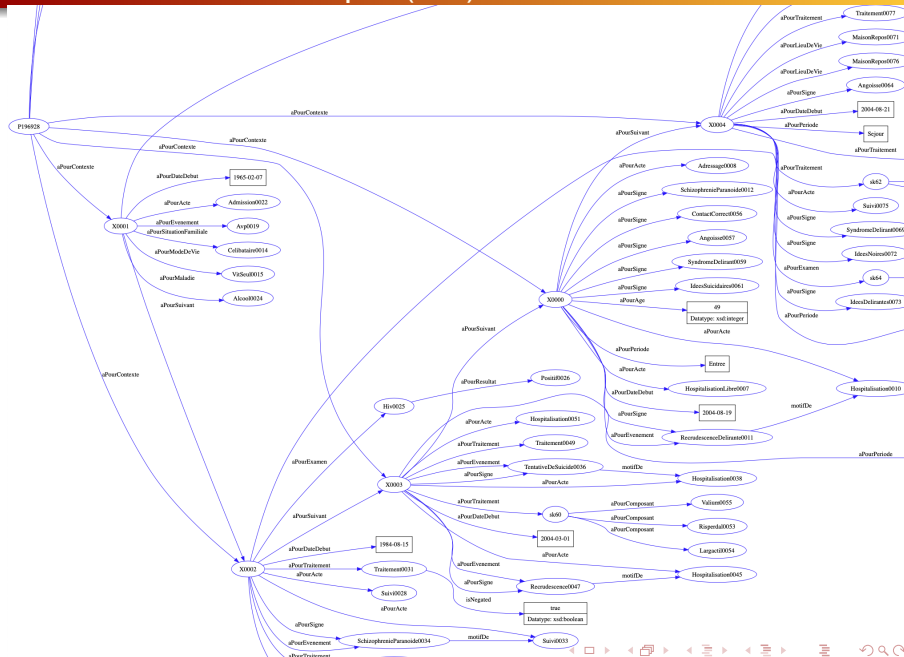 aPourTraitement
Traitement0077
MaisonRepos0071
aPourLieuDeVie
MaisonRepos0076
aPourLieuDeVie
aPourSigne
Angoisse0064
aPourDateDebut
2004-08-21
aPourContexte
P196928
X0004
aPourPeriode
Sejour
aPourContexte
aPourSuivant
aPourContexte
aPourTraitement
aPourContexte
aPourActe
Adressage0008
aPourTraitement
sk62
aPourDateDebut
1965-02-07
aPourSigne
SchizophrenieParanoide0012
aPourActe
Suivi0075
aPourActe
Admission0022
aPourSigne
ContactCorrect0056
aPourSigne
SyndromeDelirant0069
X0001
aPourEvenement
Avp0019
aPourSituationFamiliale
Celibataire0014
aPourSigne
Angoisse0057
aPourSigne
IdeesNoires0072
aPourModeDeVie
VitSeul0015
aPourSigne
SyndromeDelirant0059
aPourExamen
sk64
aPourMaladie
Alcool0024
aPourSigne
IdeesSuicidaires0061
aPourSigne
IdeesDelirantes0073
aPourSuivant
X0000
aPourAge
49
Datatype: xsd:integer
aPourPeriode
aPourActe
aPourSuivant
aPourPeriode
Entree
aPourContexte
aPourResultat
Positif0026
aPourActe
HospitalisationLibre0007
Hospitalisation0010
aPourDateDebut
2004-08-19
Hiv0025
aPourActe
Hospitalisation0051
aPourSigne
motifDe
aPourEvenement
RecrudescenceDelirante0011
aPourTraitement
Traitement0049
aPourPeriode
aPourExamen
aPourEvenement
TentativeDeSuicide0036
motifDe
aPourSigne
Hospitalisation0038
X0003
aPourActe
aPourTraitement
aPourComposant
Valium0055
aPourSuivant
sk60
aPourComposant
Risperdal0053
aPourDateDebut
aPourComposant
2004-03-01
Largactil0054
aPourDateDebut
1984-08-15
aPourActe
X0002
aPourTraitement
Traitement0031
aPourEvenement
aPourActe
motifDe
Hospitalisation0045
aPourSigne
Recrudescence0047
Suivi0028
isNegated
true
Datatype: xsd:boolean
aPourActe
aPourSigne
aPourEvenement
SchizophrenieParanoide0034
motifDe
Suivi0033
aPourTraitement